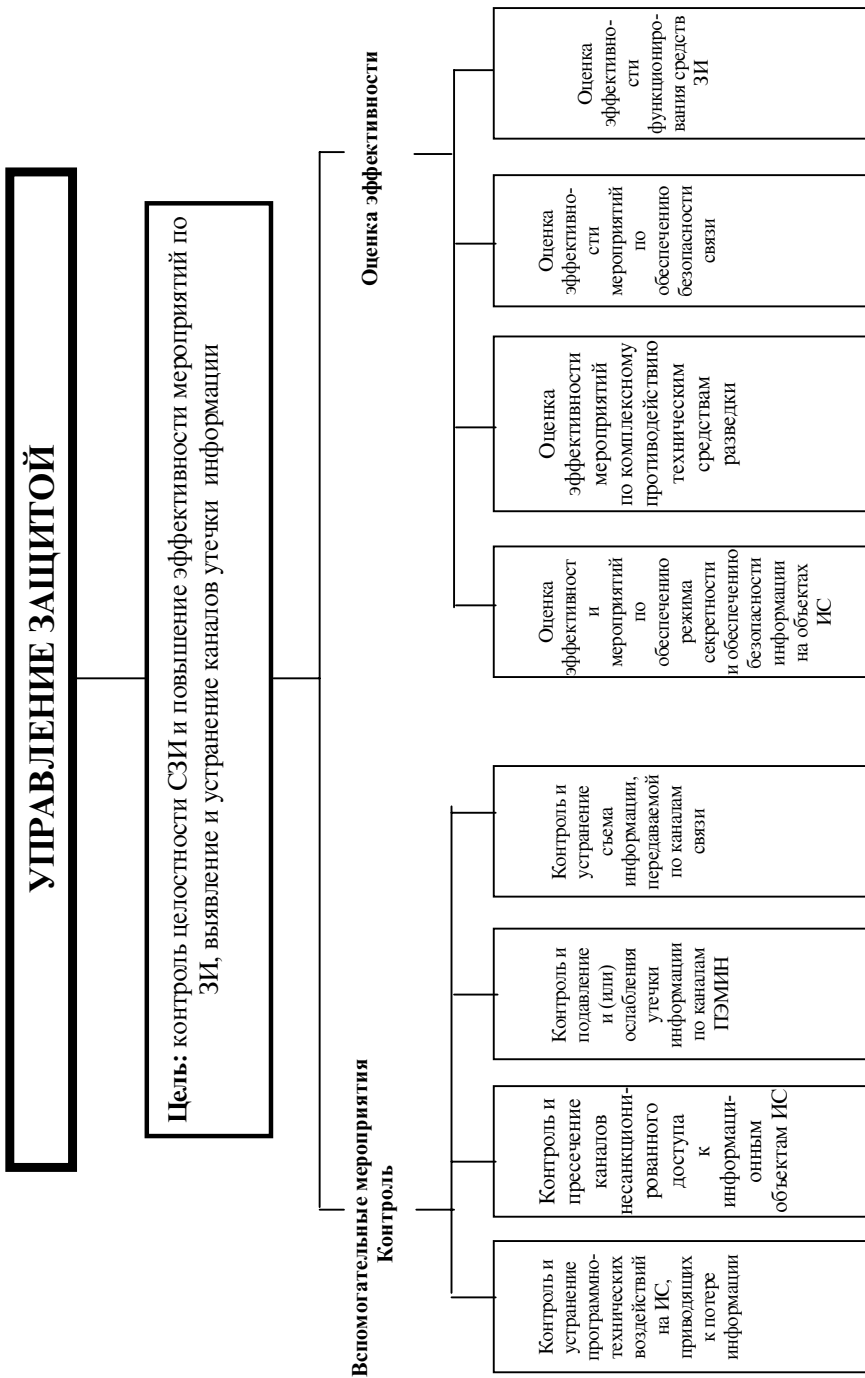 УПРАВЛЕНИЕ ЗАЩИТОЙ
Цель: контроль целостности СЗИ и повышение эффективности мероприятий по
ЗИ, выявление и устранение каналов утечки информации
Вспомогательные мероприятия
Контроль
Контроль и
устранение
программно-
технических
воздействий
на ИС,
приводящих
к потере
информации
Контроль и
пресечение
каналов
несанкциони
рованного
доступа
к
информаци-
онным
объектам ИС
Контроль и
подавление
и (или)
ослабления
утечки
информации
по каналам
ПЭМИН
Контроль и
устранение
съема
информации,
передаваемой
по каналам
связи
Оценка эффективности
Оценка
эффективност
и
мероприятий
по
обеспечению
режима
секретности
и обеспечению
безопасности
информации
на объектах
ИС
Оценка
эффективности
мероприятий
по комплексному
противодействию
техническим
средствам
разведки
Оценка
эффективно-
сти
мероприятий
по
обеспечению
безопасности
связи
Оценка
эффективно-
сти
функциониро-
вания средств
ЗИ